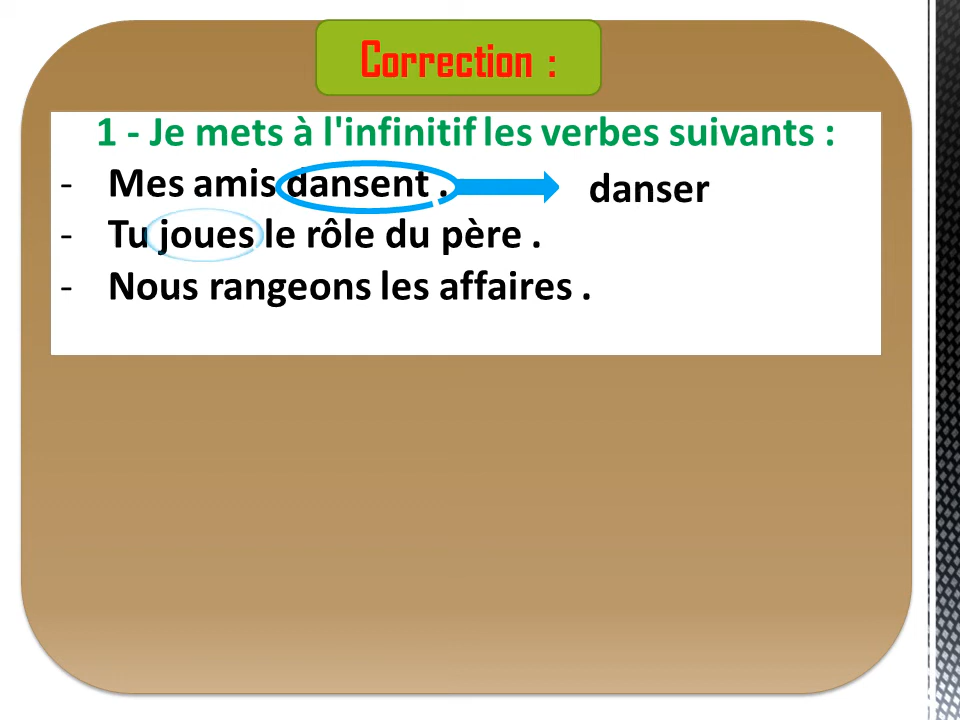 Correction :
1 - Je mets à l'infinitif les verbes suivants :
- Mes amis dansent . danser
- Tu joues le rôle du père .
- Nous rangeons les affaires .